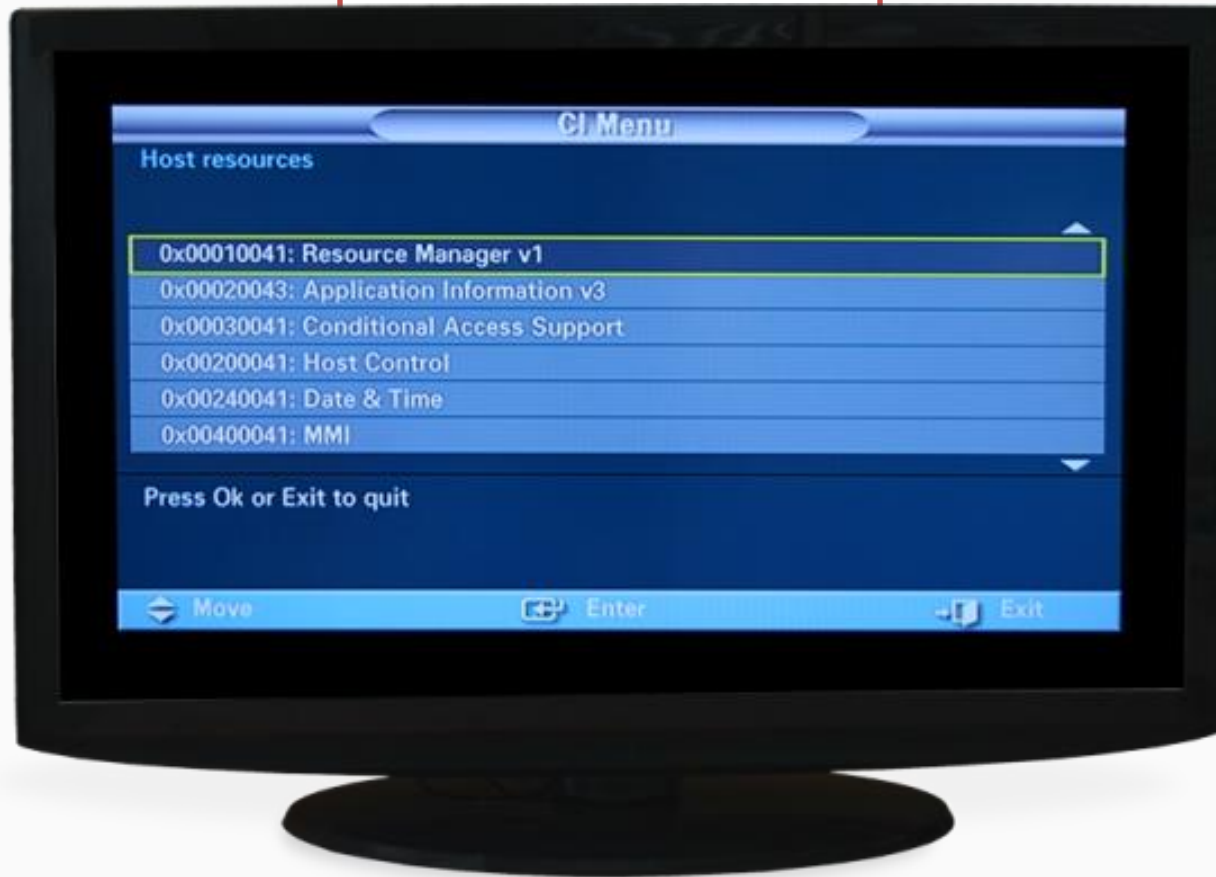 CI Menu
Host resources
0x00010041: Resource Manager v1
0x00020043: Application Information v3
0x00030041: Conditional Access Support
0x00200041: Host Control
0x00240041: Date & Time
0x00400041: MMI
Press Ok or Exit to quit
Move Enter Exit